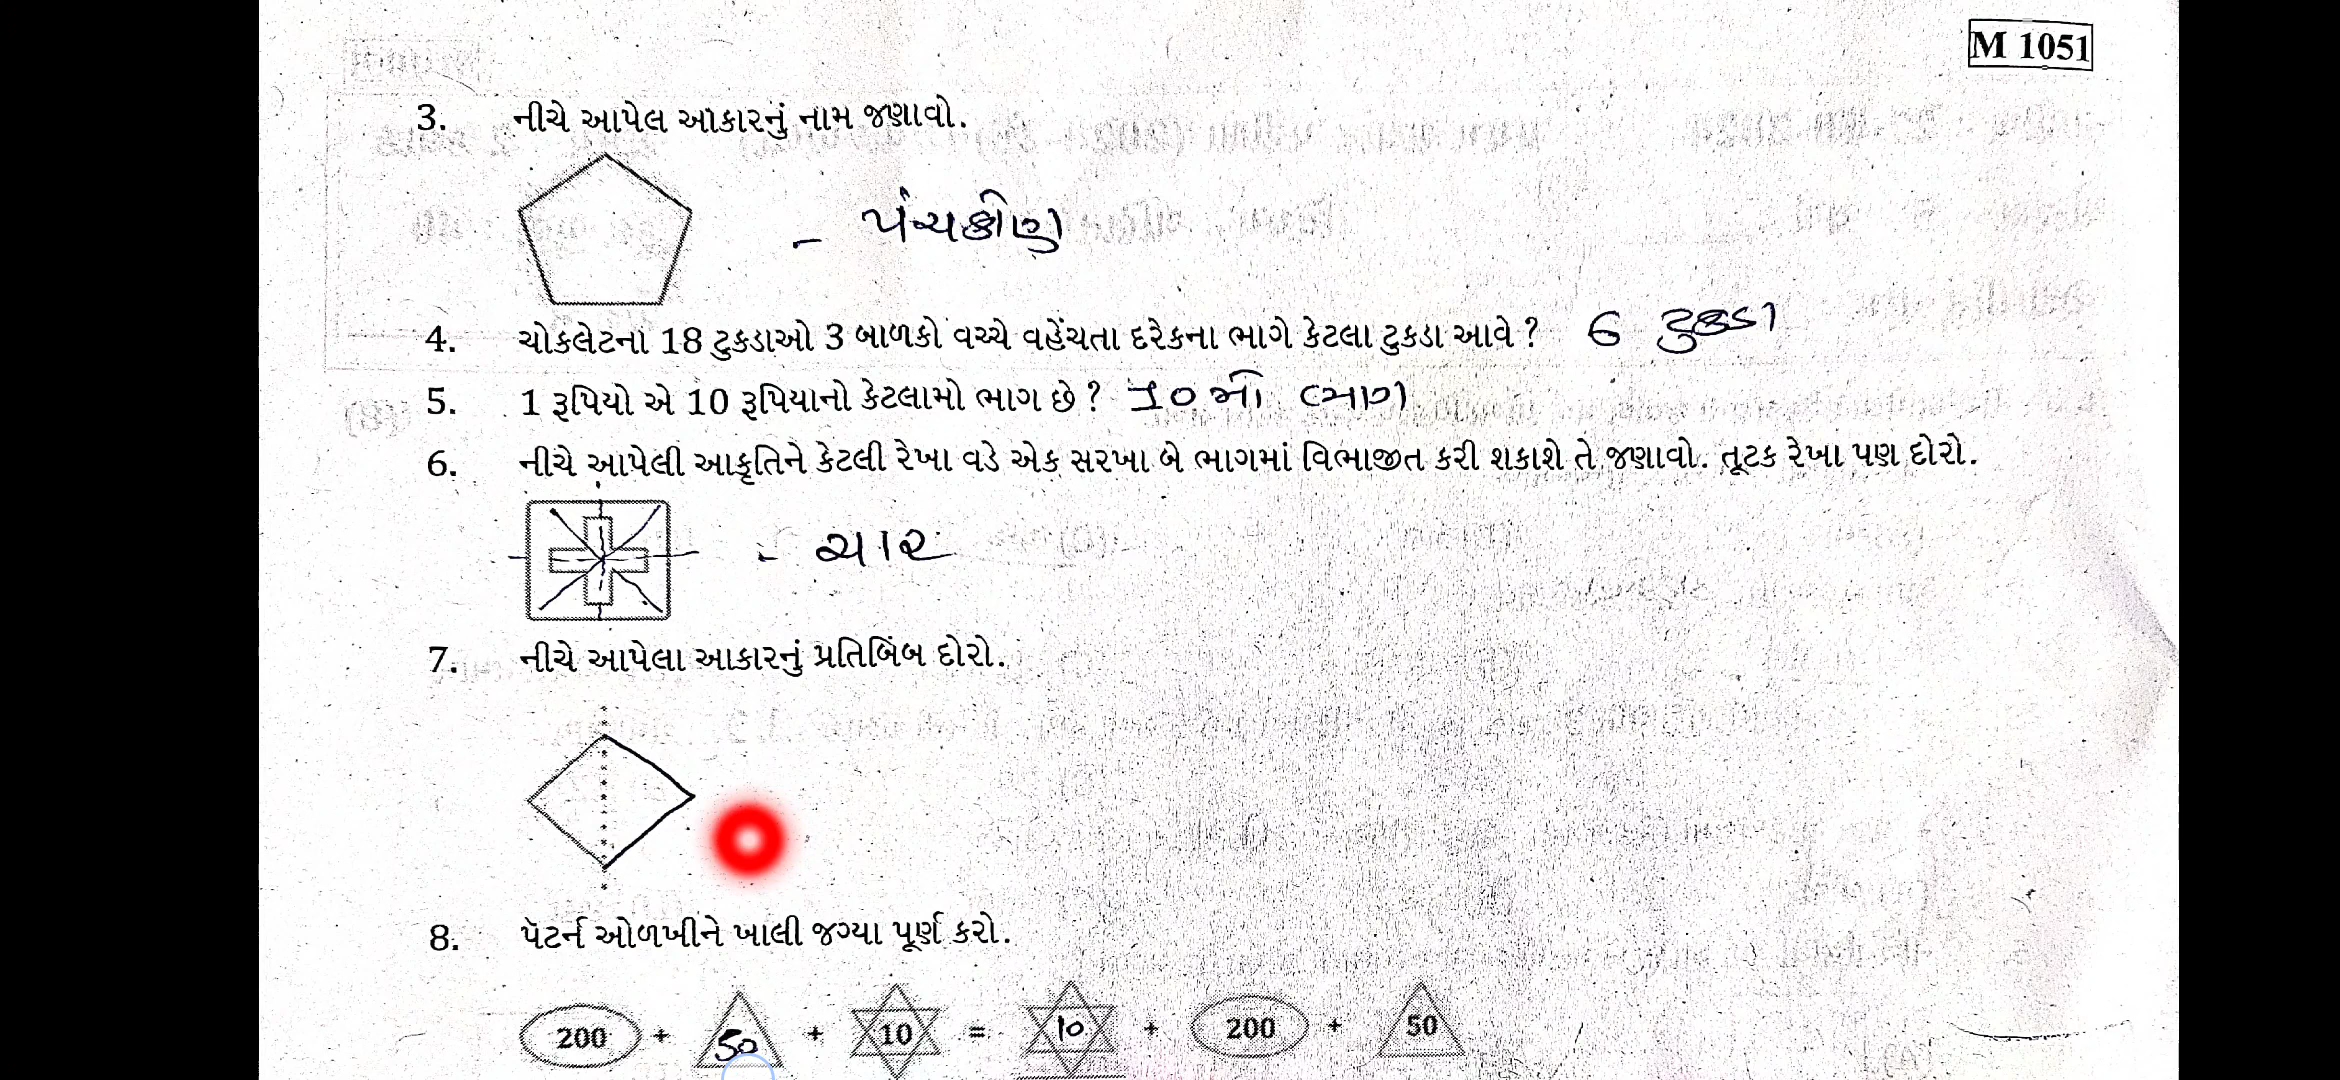 M 1051
3. નીચે આપેલ આકારનું નામ જણાવો.
- પંચકોણ
4. ચોકલેટના 18 ટુકડાઓ 3 બાળકો વચ્ચે વહેંચતા દરેકના ભાગે કેટલા ટુકડા આવે ? 6 ટુકડા
5. 1 રૂપિયો એ 10 રૂપિયાનો કેટલામો ભાગ છે ? 10 મો ભાગ
6. નીચે આપેલી આકૃતિને કેટલી રેખા વડે એક સરખા બે ભાગમાં વિભાજીત કરી શકાશે તે જણાવો. તૂટક રેખા પણ દોરો.
- ચાર
7. નીચે આપેલા આકારનું પ્રતિબિંબ દોરો.
8. પૅટર્ન ઓળખીને ખાલી જગ્યા પૂર્ણ કરો.
200 + 50 + 10 = 10 + 200 + 50